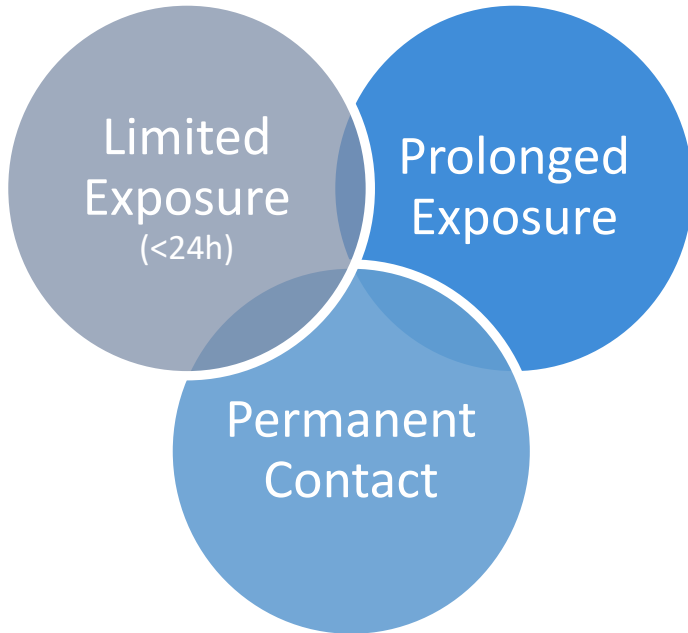 Limited
Exposure
(<24h)
Prolonged
Exposure
Permanent
Contact